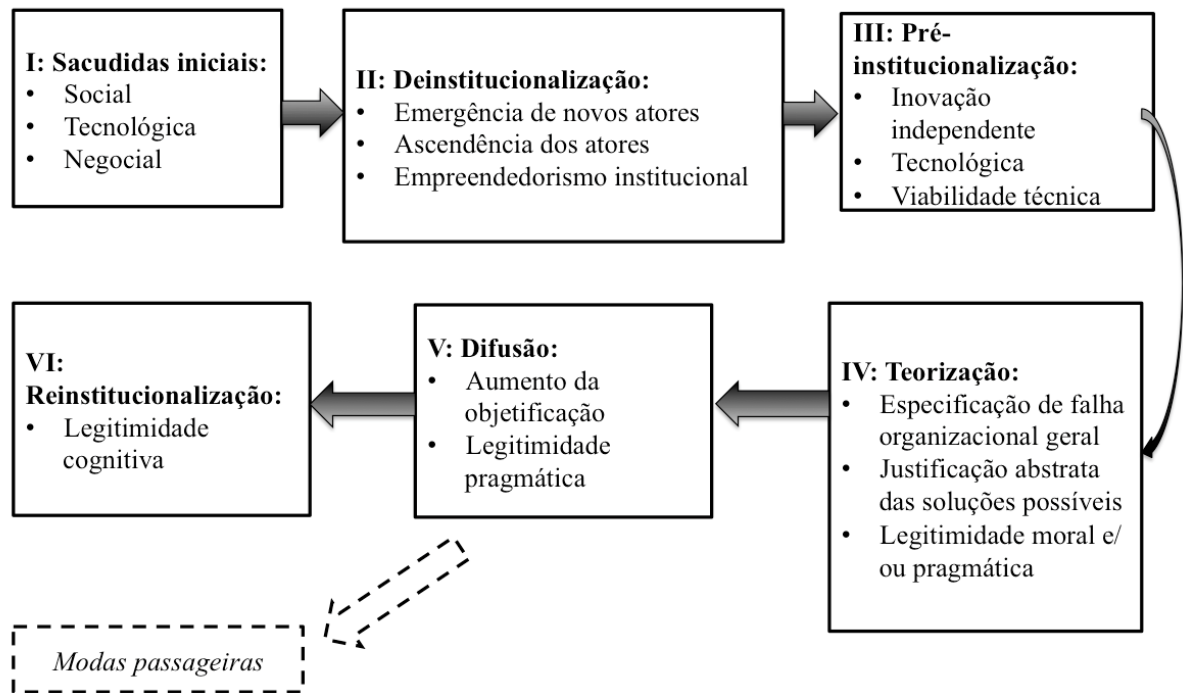 I: Sacudidas iniciais:
• Social
• Tecnológica
• Negocial
II: Deinstitucionalização:
• Emergência de novos atores
• Ascendência dos atores
• Empreendedorismo institucional
III: Pré-
institucionalização:
• Inovação
independente
• Tecnológica
• Viabilidade técnica
IV: Teorização:
• Especificação de falha
organizacional geral
• Justificação abstrata
das soluções possíveis
• Legitimidade moral e/
ou pragmática
V: Difusão:
• Aumento da
objetificação
• Legitimidade
pragmática
VI:
Reinstitucionalização:
• Legitimidade
cognitiva
Modas passageiras